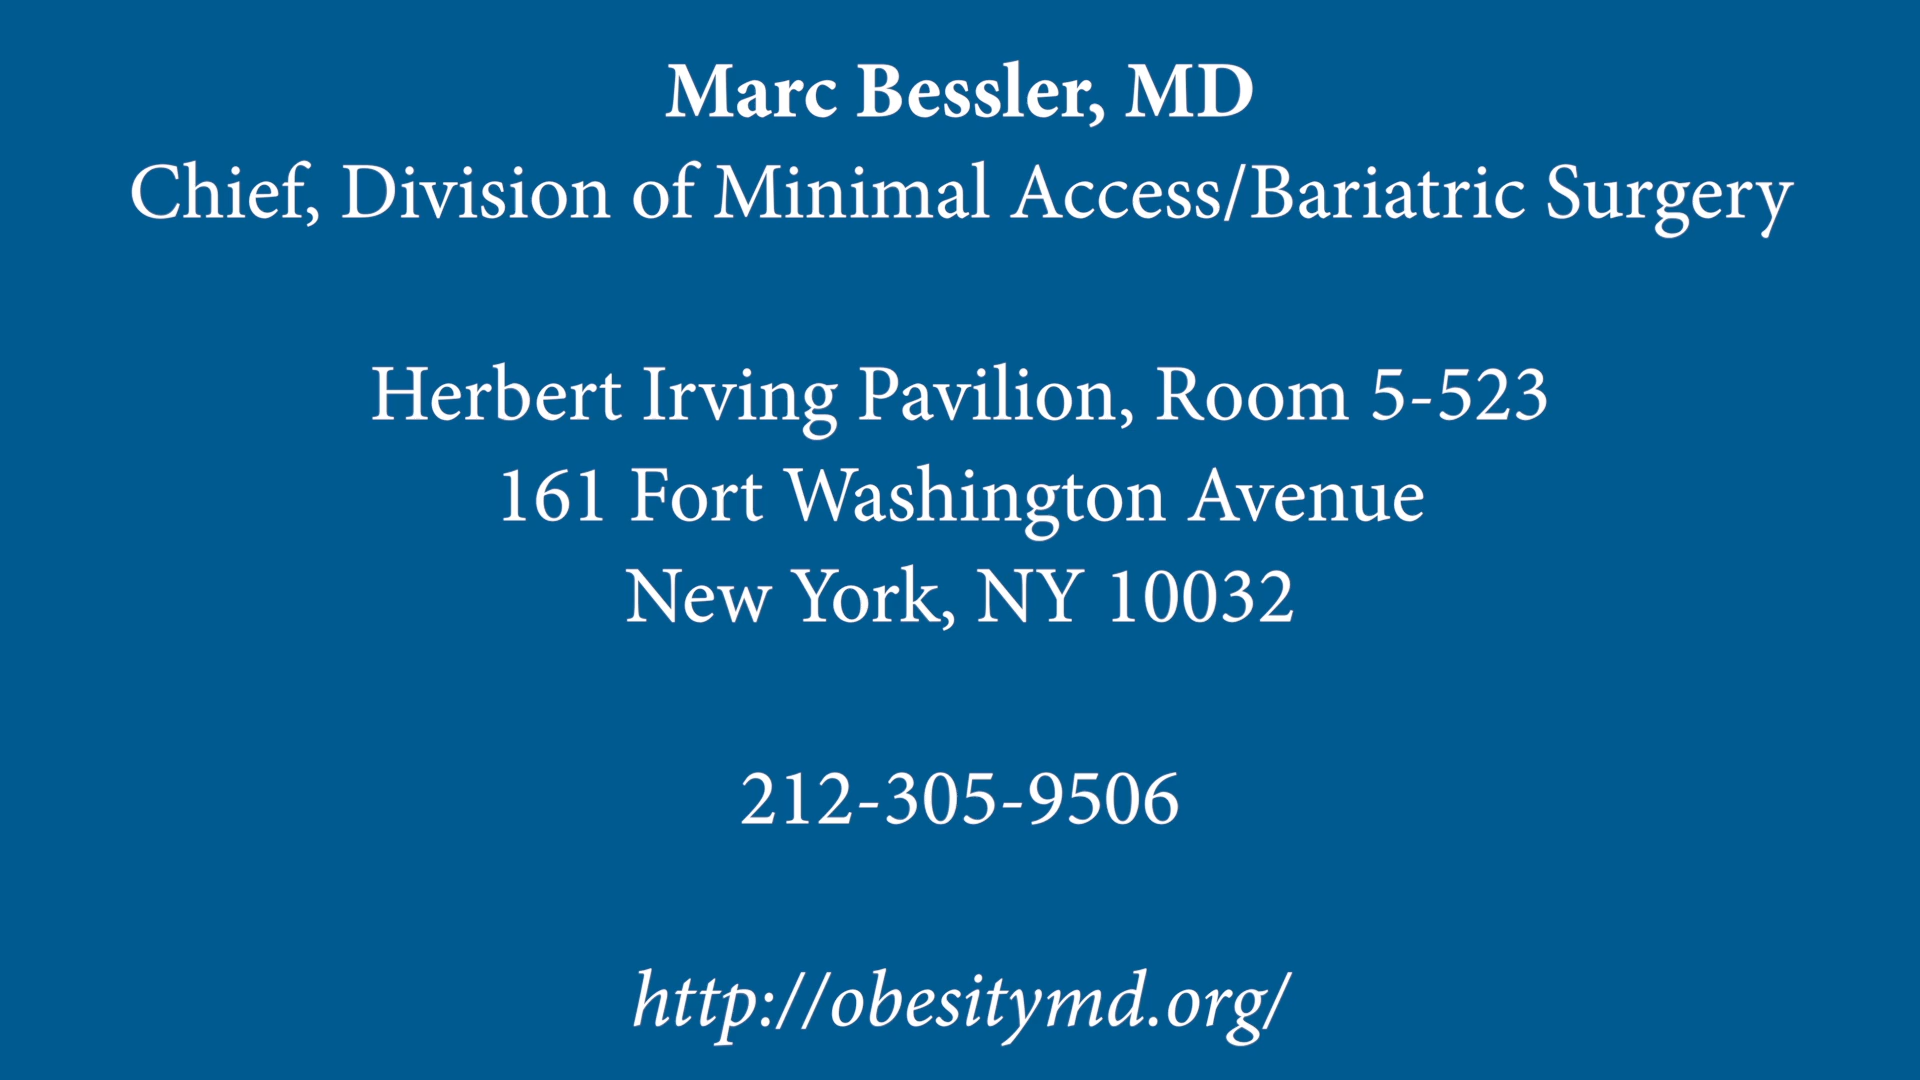 Marc Bessler, MD
Chief, Division of Minimal Access/Bariatric Surgery
Herbert Irving Pavilion, Room 5-523
161 Fort Washington Avenue
New York, NY 10032
212-305-9506
http://obesitymd.org/